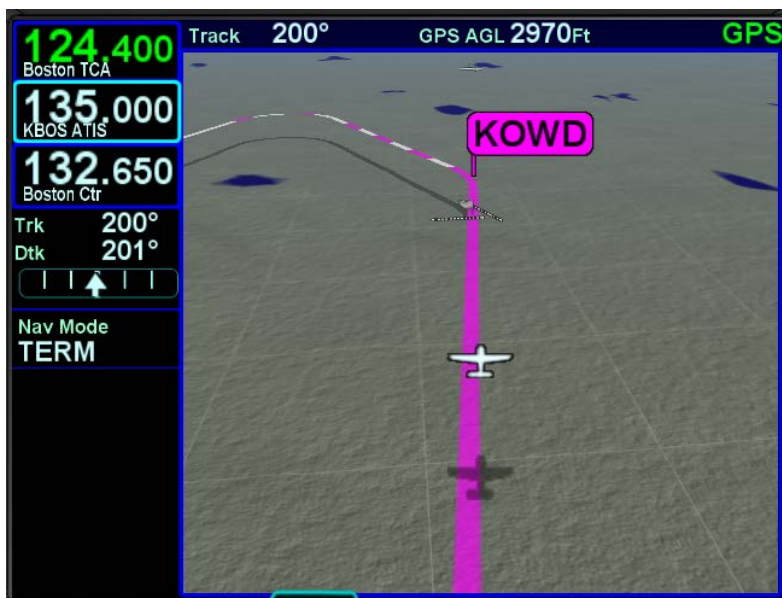 124.400
Boston TCA
135.000
KBOS ATIS
132.650
Boston Ctr
Trk 200°
Dtk 201°
Nav Mode
TERM
Track 200° GPS AGL 2970Ft GPS
KOWD